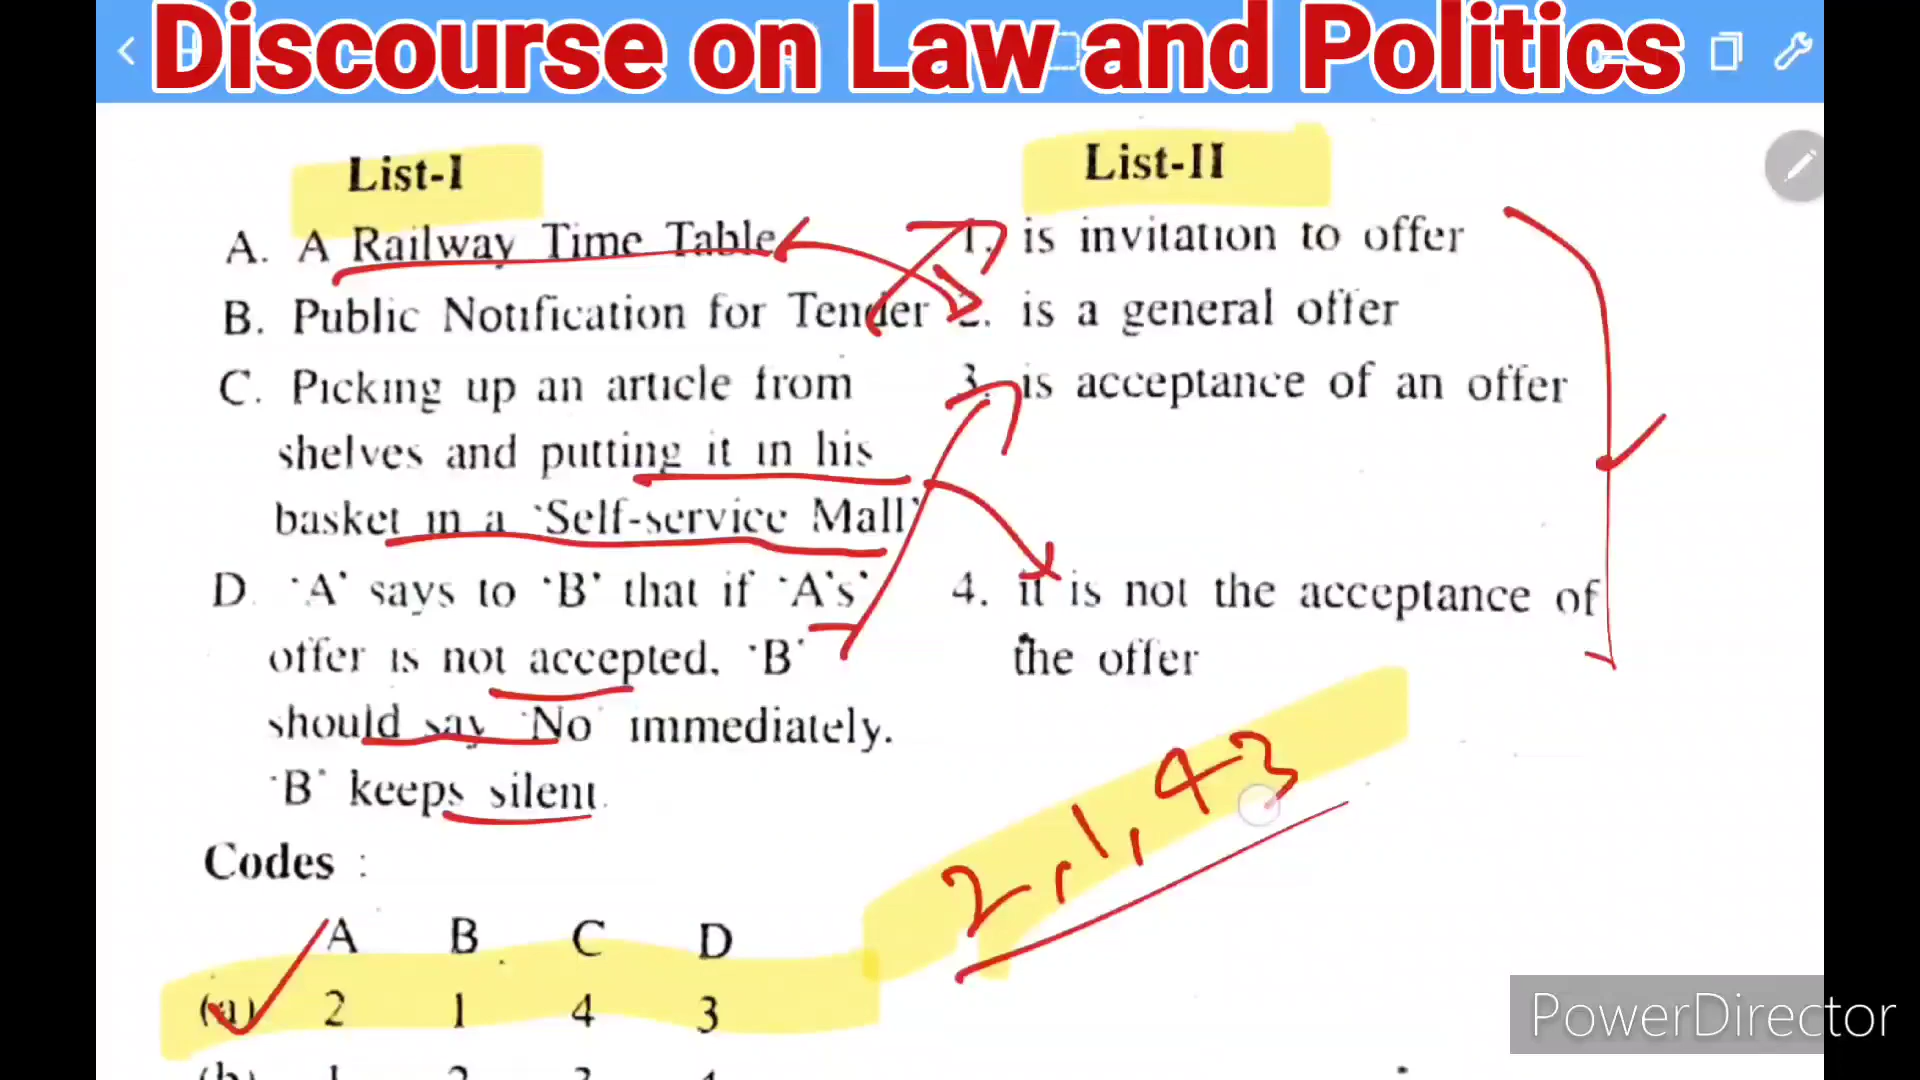 Discourse on Law and Politics
List-I List-II
A. A Railway Time Table 1. is invitation to offer
B. Public Notification for Tender 2. is a general offer
C. Picking up an article from 3. is acceptance of an offer
shelves and putting it in his
basket in a 'Self-service Mall'
D. 'A' says to 'B' that if 'A's' 4. it is not the acceptance of
offer is not accepted, 'B' the offer
should say 'No' immediately.
'B' keeps silent.
2, 1, 4 3
Codes :
A B C D
(a) 2 1 4 3
PowerDirector